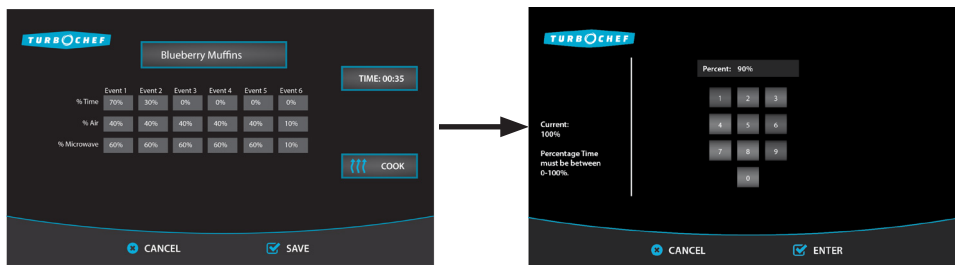 TURBOCHEF
Blueberry Muffins
TIME: 00:35
Event 1 Event 2 Event 3 Event 4 Event 5 Event 6
% Time 70% 30% 0% 0% 0% 0%
% Air 40% 40% 40% 40% 40% 10%
% Microwave 60% 60% 60% 60% 60% 10%
COOK
CANCEL SAVE
TURBOCHEF
Percent: 90%
1 2 3
4 5 6
7 8 9
0
Current:
100%
Percentage Time
must be between
0-100%.
CANCEL ENTER